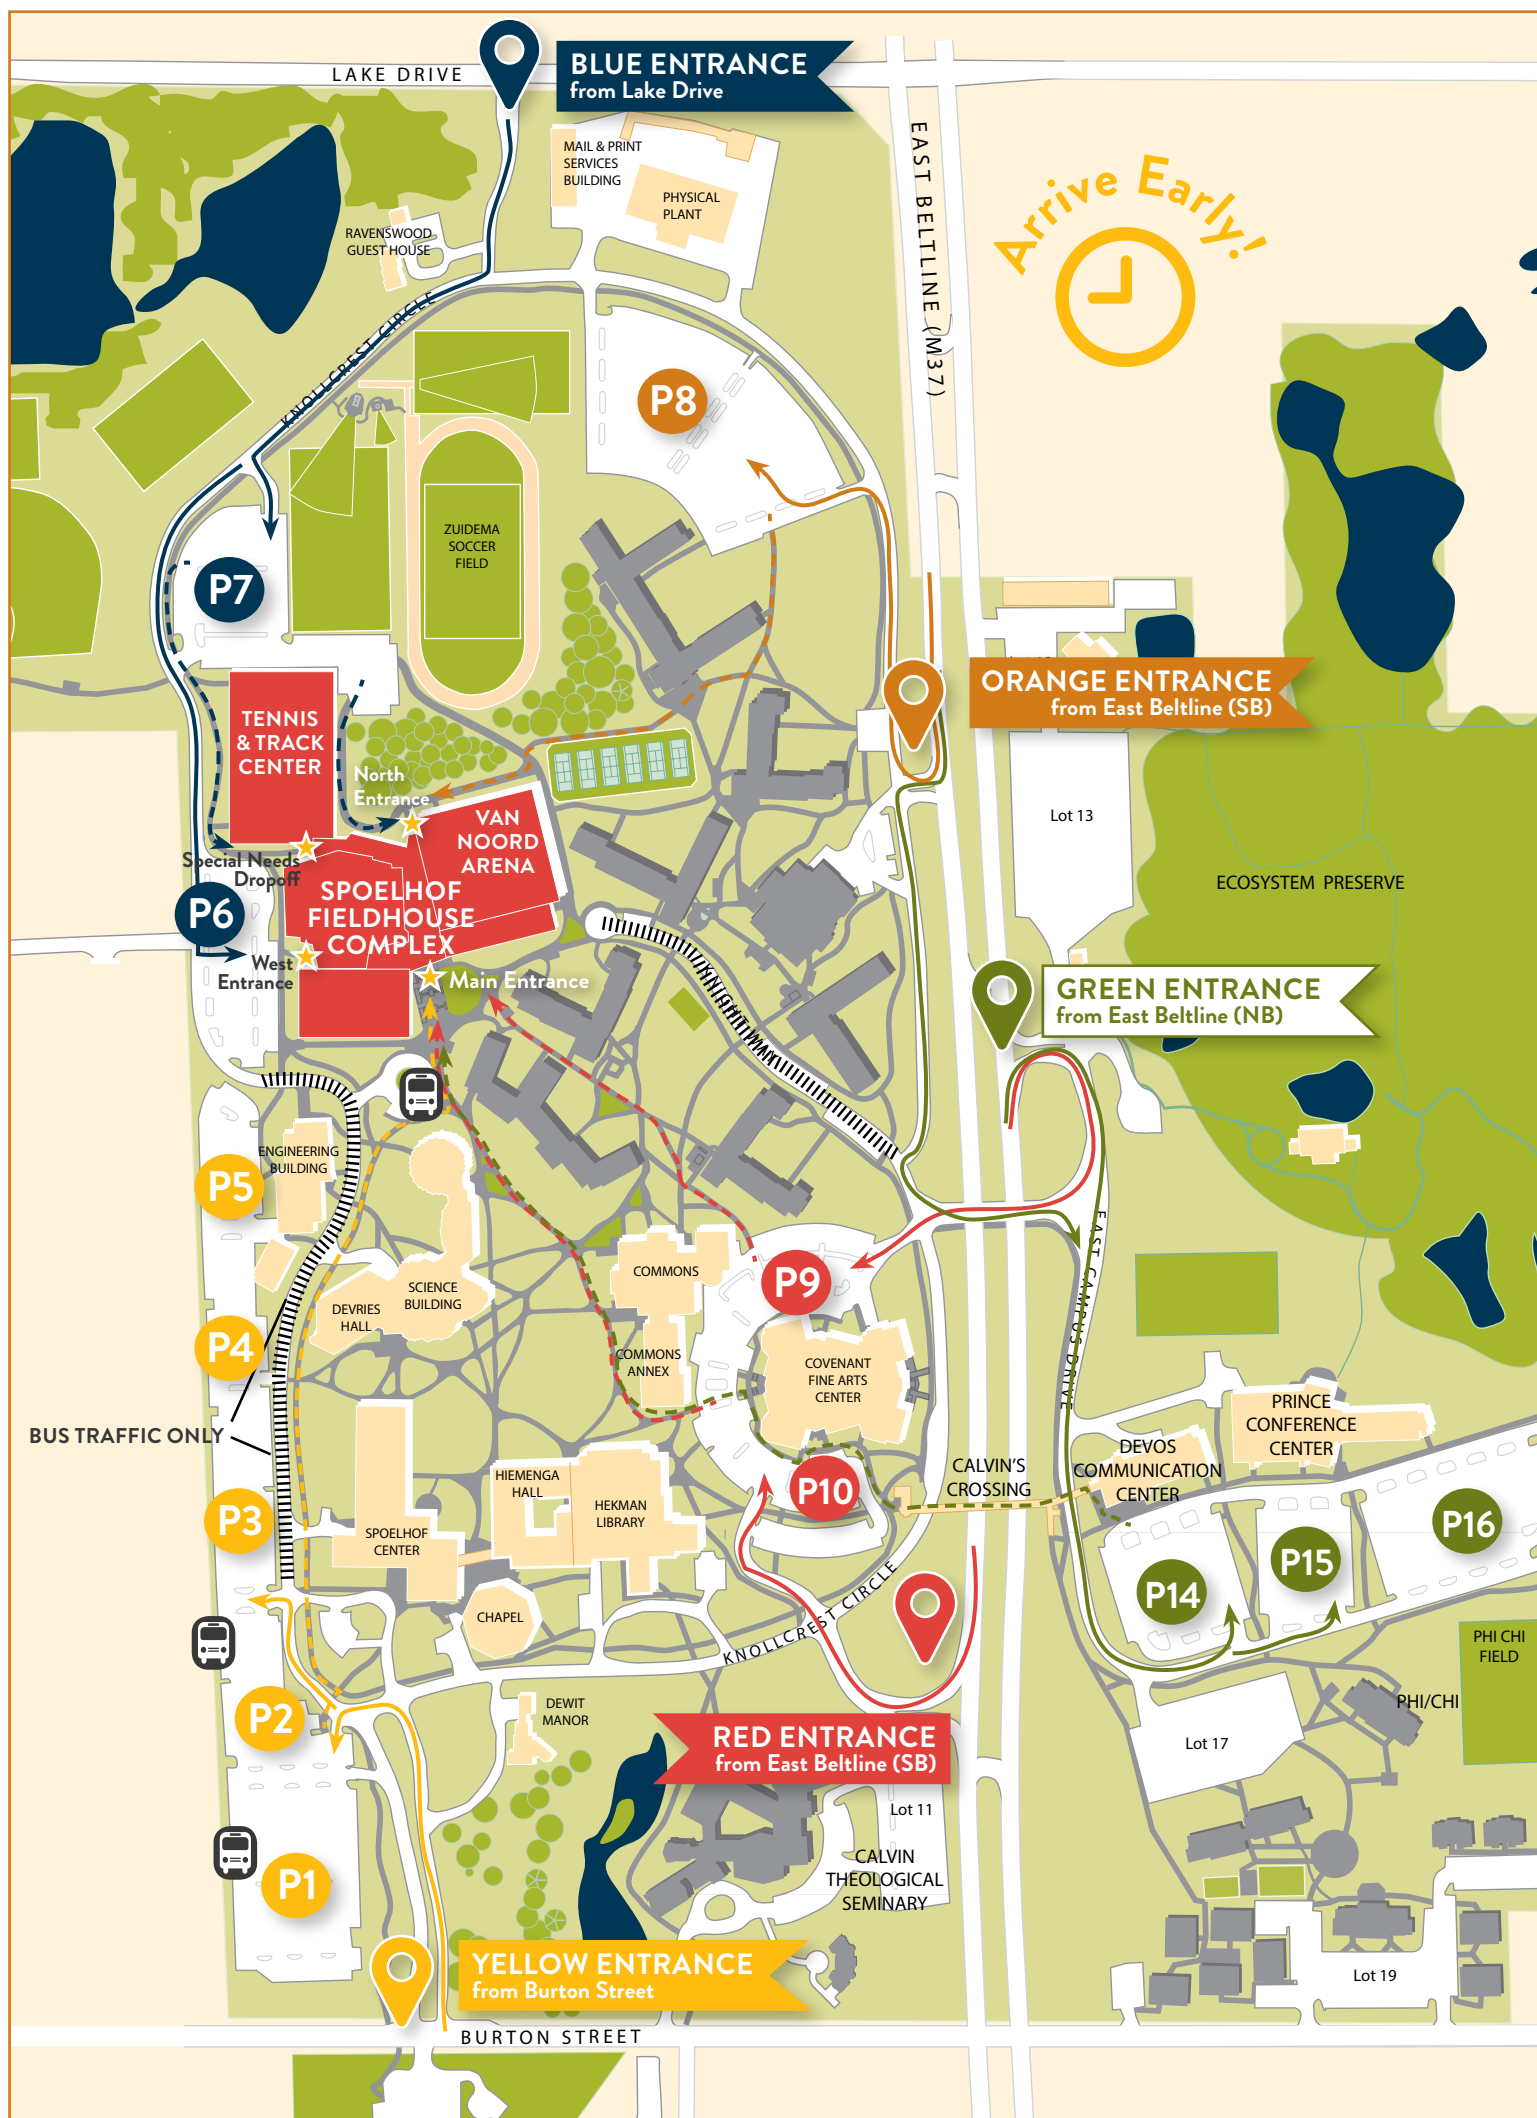 LAKE DRIVE
BLUE ENTRANCE
from Lake Drive
MAIL & PRINT
SERVICES
BUILDING
PHYSICAL
PLANT
EAST BELTLINE (M37)
Arrive Early!
RAVENSWOOD
GUEST HOUSE
KNOLLCREST CIRCLE
P8
ZUIDEMA
SOCCER
FIELD
P7
ORANGE ENTRANCE
from East Beltline (SB)
TENNIS
& TRACK
CENTER
North
Entrance
VAN
NOORD
ARENA
Lot 13
Special Needs
Dropoff
ECOSYSTEM PRESERVE
SPOELHOF
FIELDHOUSE
COMPLEX
P6
West
Entrance
Main Entrance
KNIGHT WAY
GREEN ENTRANCE
from East Beltline (NB)
ENGINEERING
BUILDING
P5
EAST CAMPUS DRIVE
COMMONS
P9
SCIENCE
BUILDING
DEVRIES
HALL
P4
COMMONS
ANNEX
COVENANT
FINE ARTS
CENTER
PRINCE
CONFERENCE
CENTER
BUS TRAFFIC ONLY
DEVOS
COMMUNICATION
CENTER
CALVIN'S
CROSSING
HIEMENGA
HALL
P10
HEKMAN
LIBRARY
P3
SPOELHOF
CENTER
P16
P15
P14
CHAPEL
KNOLLCREST CIRCLE
PHI CHI
FIELD
P2
DEWIT
MANOR
PHI/CHI
RED ENTRANCE
from East Beltline (SB)
Lot 17
Lot 11
CALVIN
THEOLOGICAL
SEMINARY
P1
YELLOW ENTRANCE
from Burton Street
Lot 19
BURTON STREET